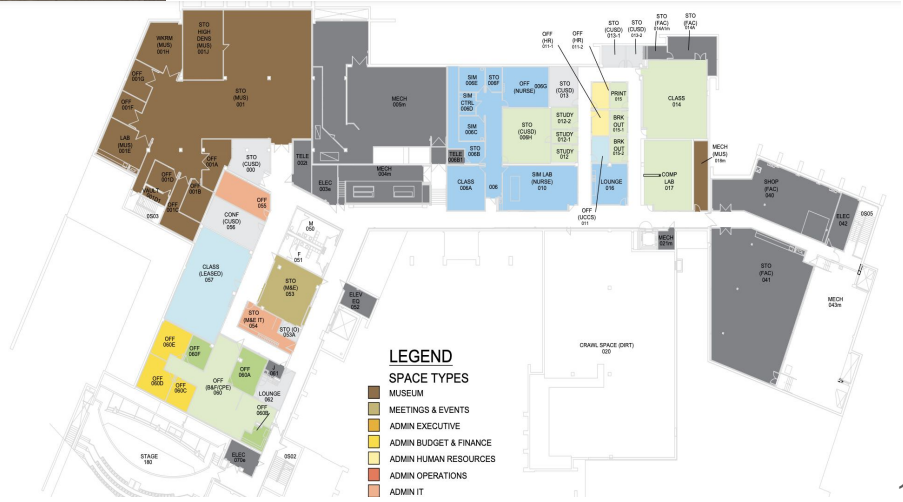 WKRM
(MUS)
001H
STO
HIGH
DENS
(MUS)
001J
OFF
001G
OFF
001F
LAB
(MUS)
001E
STO
(MUS)
001
OFF
001A
OFF
001D
OFF
001B
OFF
001C
VAULT
0S03
STO
(CUSD)
000
TELE
002t
MECH
005m
ELEC
003e
MECH
004m
OFF
055
CONF
(CUSD)
056
CLASS
(LEASED)
057
M
050
F
051
STO
(M&E)
053
STO
(M&E IT)
054
STO (O)
053A
ELEV
EQ
052
OFF
060E
OFF
060F
OFF
060D
OFF
060C
OFF
(B&F/CPE)
060
OFF
060A
J
061
LOUNGE
062
OFF
060B
ELEC
070e
0S02
STAGE
180
SIM
006E
STO
006F
SIM
CTRL
006D
SIM
006C
STO
006B
TELE
006B1
CLASS
006A
006
OFF
(NURSE)
006G
STO
(CUSD)
013
STO
(CUSD)
006H
STUDY
012-2
STUDY
012-1
STUDY
012
SIM LAB
(NURSE)
010
OFF
(HR)
011-1
OFF
(HR)
011-2
STO
(CUSD)
013-1
STO
(CUSD)
013-2
STO
(FAC)
014A1m
STO
(FAC)
014A
PRINT
015
BRK
OUT
015-1
BRK
OUT
015-2
LOUNGE
016
OFF
(UCCS)
011
CLASS
014
COMP
LAB
017
MECH
(MUS)
018m
SHOP
(FAC)
040
ELEC
042
0S05
MECH
021m
STO
(FAC)
041
MECH
043m
CRAWL SPACE (DIRT)
020
LEGEND
SPACE TYPES
MUSEUM
MEETINGS & EVENTS
ADMIN EXECUTIVE
ADMIN BUDGET & FINANCE
ADMIN HUMAN RESOURCES
ADMIN OPERATIONS
ADMIN IT